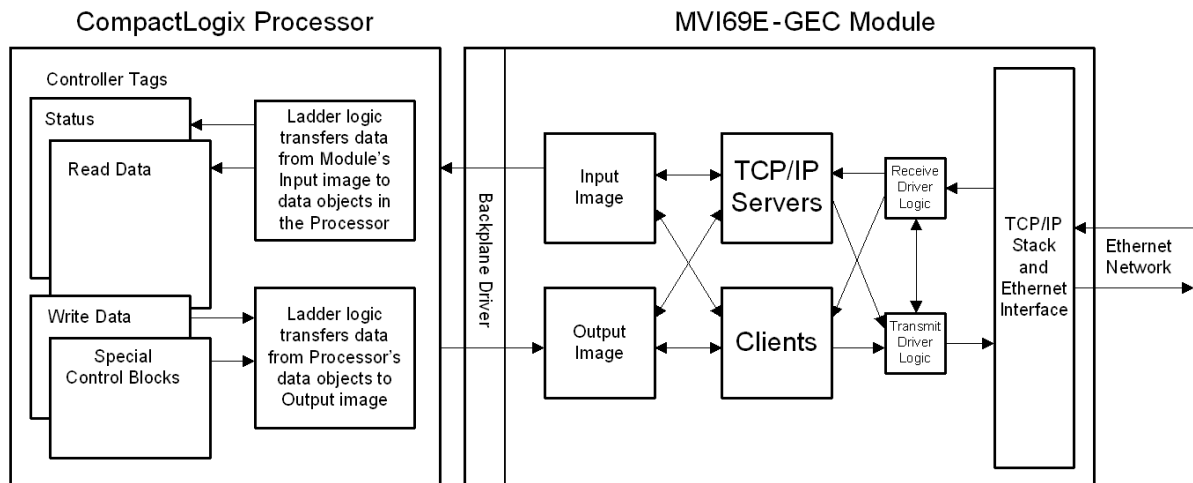 CompactLogix Processor
MVI69E-GEC Module
Controller Tags
Status
Read Data
Ladder logic
transfers data
from Module's
Input image to
data objects in
the Processor
Write Data
Special
Control Blocks
Ladder logic
transfers data
from Processor's
data objects to
Output image
Backplane Driver
Input
Image
Output
Image
TCP/IP
Servers
Clients
Receive
Driver
Logic
Transmit
Driver
Logic
TCP/IP
Stack
and
Ethernet
Interface
Ethernet
Network